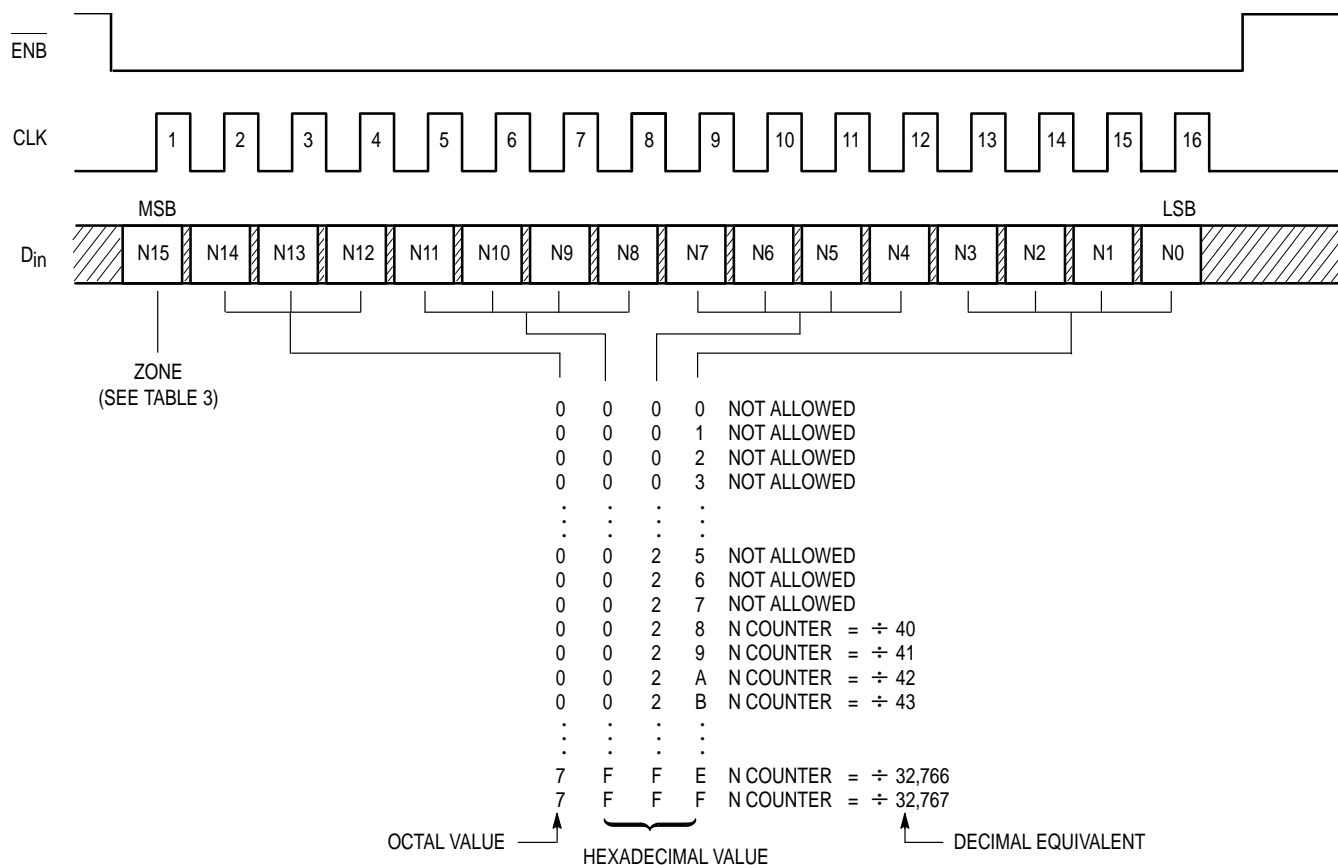 ENB
CLK
1 2 3 4 5 6 7 8 9 10 11 12 13 14 15 16
MSB LSB
Din
N15 N14 N13 N12 N11 N10 N9 N8 N7 N6 N5 N4 N3 N2 N1 N0
ZONE
(SEE TABLE 3)
0 0 0 0 NOT ALLOWED
0 0 0 1 NOT ALLOWED
0 0 0 2 NOT ALLOWED
0 0 0 3 NOT ALLOWED
0 0 2 5 NOT ALLOWED
0 0 2 6 NOT ALLOWED
0 0 2 7 NOT ALLOWED
0 0 2 8 N COUNTER = ÷ 40
0 0 2 9 N COUNTER = ÷ 41
0 0 2 A N COUNTER = ÷ 42
0 0 2 B N COUNTER = ÷ 43
7 F F E N COUNTER = ÷ 32,766
7 F F F N COUNTER = ÷ 32,767
OCTAL VALUE
HEXADECIMAL VALUE
DECIMAL EQUIVALENT